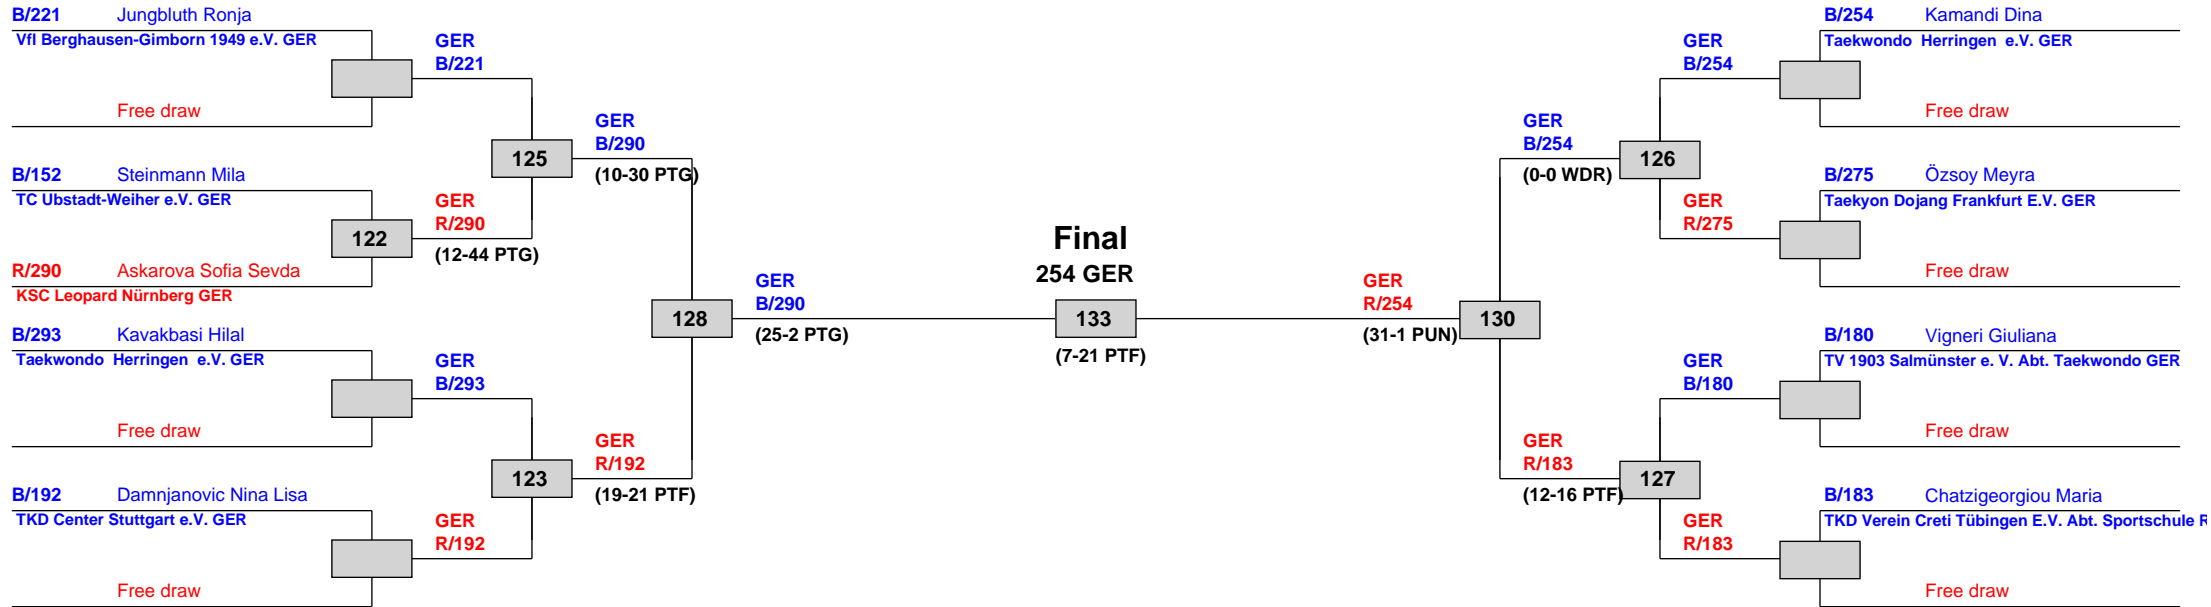 B/221 Jungbluth Ronja
Vfl Berghausen-Gimborn 1949 e.V. GER
Free draw
B/152 Steinmann Mila
TC Ubstadt-Weiher e.V. GER
122
R/290 Askarova Sofia Sevda
KSC Leopard Nürnberg GER
B/293 Kavakbasi Hilal
Taekwondo Herringen e.V. GER
Free draw
B/192 Damnjanovic Nina Lisa
TKD Center Stuttgart e.V. GER
Free draw
GER
B/221
125
GER
R/290
(12-44 PTG)
GER
B/293
123
GER
R/192
GER
B/290
(10-30 PTG)
128
GER
R/192
(19-21 PTF)
GER
B/290
(25-2 PTG)
Final
254 GER
133
(7-21 PTF)
GER
R/254
(31-1 PUN)
130
GER
B/254
(0-0 WDR)
126
GER
R/183
(12-16 PTF)
127
GER
B/254
GER
R/275
GER
B/180
GER
R/183
B/254 Kamandi Dina
Taekwondo Herringen e.V. GER
Free draw
B/275 Özsoy Meyra
Taekyon Dojang Frankfurt E.V. GER
Free draw
B/180 Vigneri Giuliana
TV 1903 Salmünster e. V. Abt. Taekwondo GER
Free draw
B/183 Chatzigeorgiou Maria
TKD Verein Creti Tübingen E.V. Abt. Sportschule R
Free draw